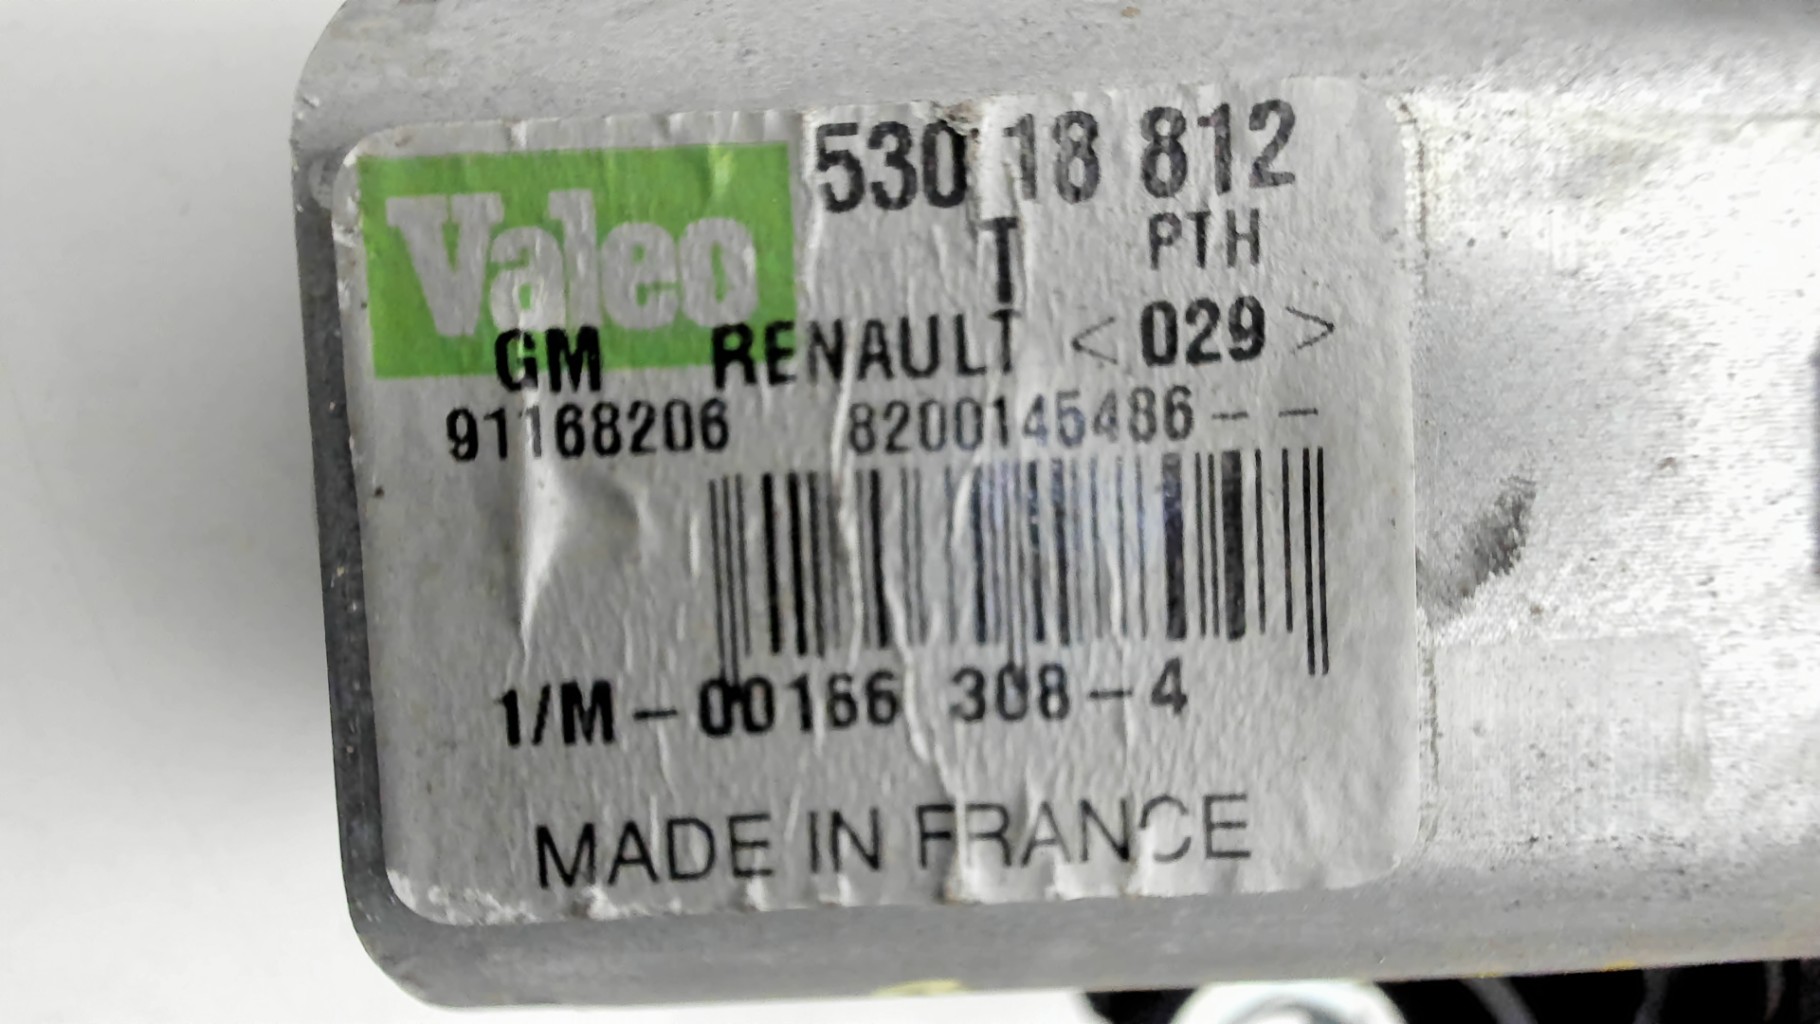 Valeo
530 18 812
T PTH
GM RENAULT <029>
91168206 8200145486--
1/M-00166 308-4
MADE IN FRANCE